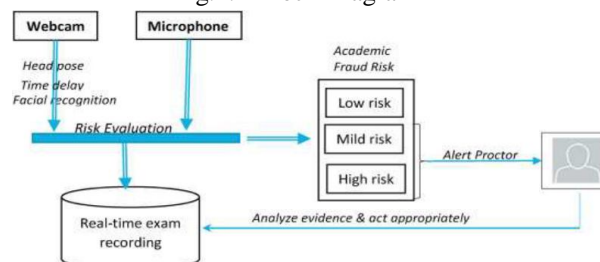 Webcam
Microphone
Head pose
Time delay
Facial recognition
Risk Evaluation
Academic
Fraud Risk
Low risk
Mild risk
High risk
Alert Proctor
Real-time exam
recording
Analyze evidence & act appropriately